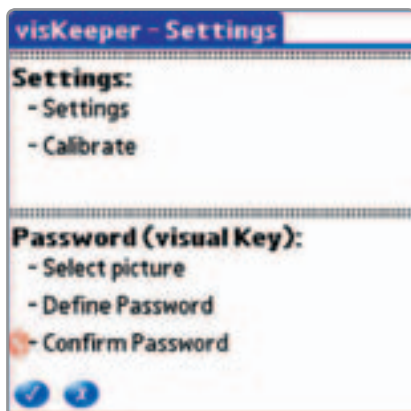 visKeeper - Settings
Settings:
- Settings
- Calibrate
Password (visual Key):
- Select picture
- Define Password
- Confirm Password